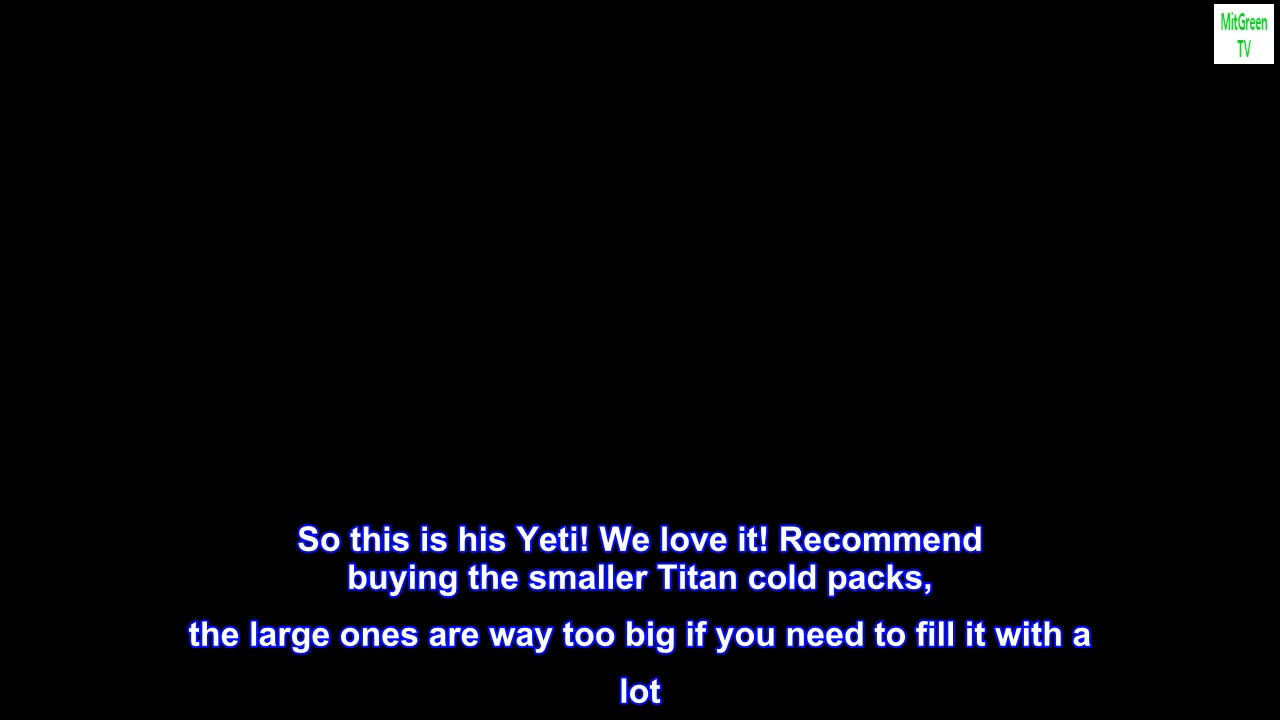 MitGreen
TV
So this is his Yeti! We love it! Recommend
buying the smaller Titan cold packs,
the large ones are way too big if you need to fill it with a
lot